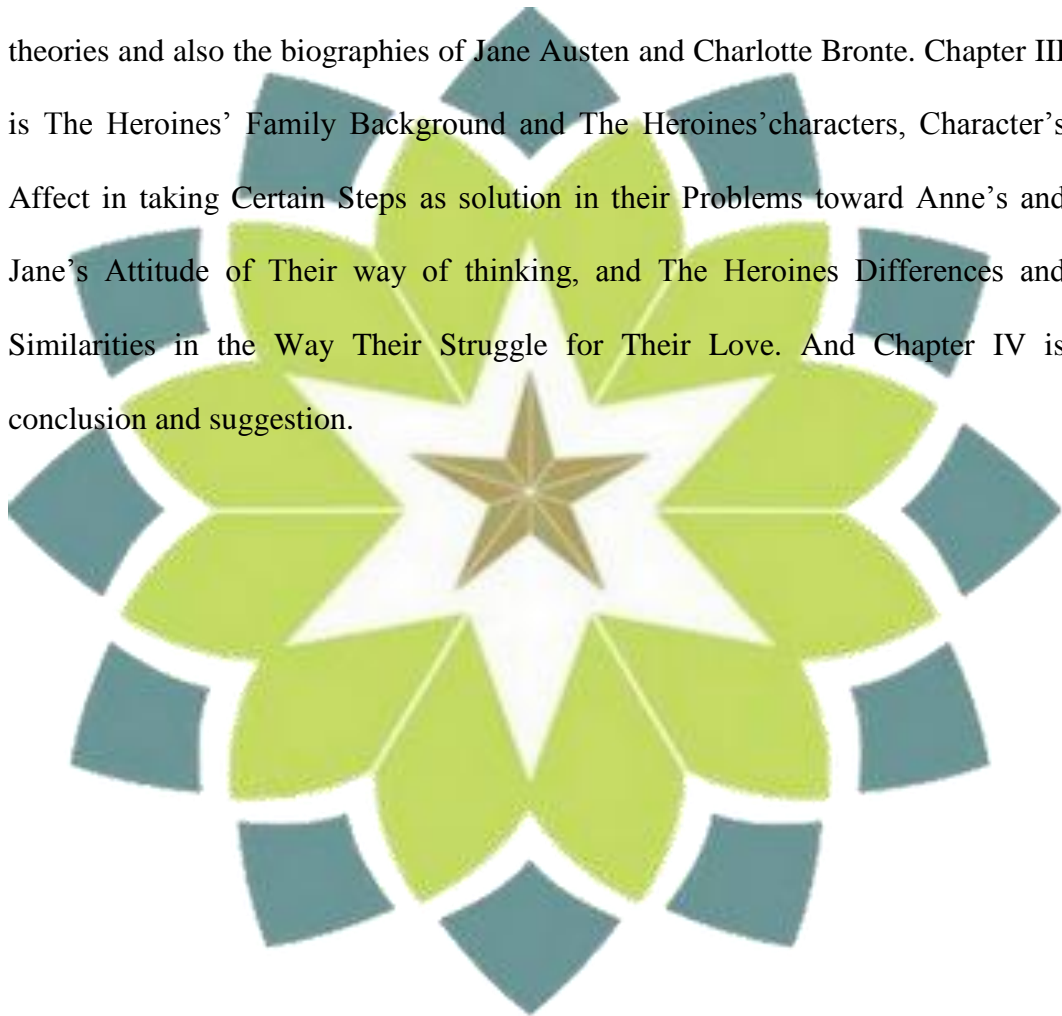 theories and also the biographies of Jane Austen and Charlotte Bronte. Chapter III
is The Heroines’ Family Background and The Heroines’characters, Character’s
Affect in taking Certain Steps as solution in their Problems toward Anne’s and
Jane’s Attitude of Their way of thinking, and The Heroines Differences and
Similarities in the Way Their Struggle for Their Love. And Chapter IV is
conclusion and suggestion.